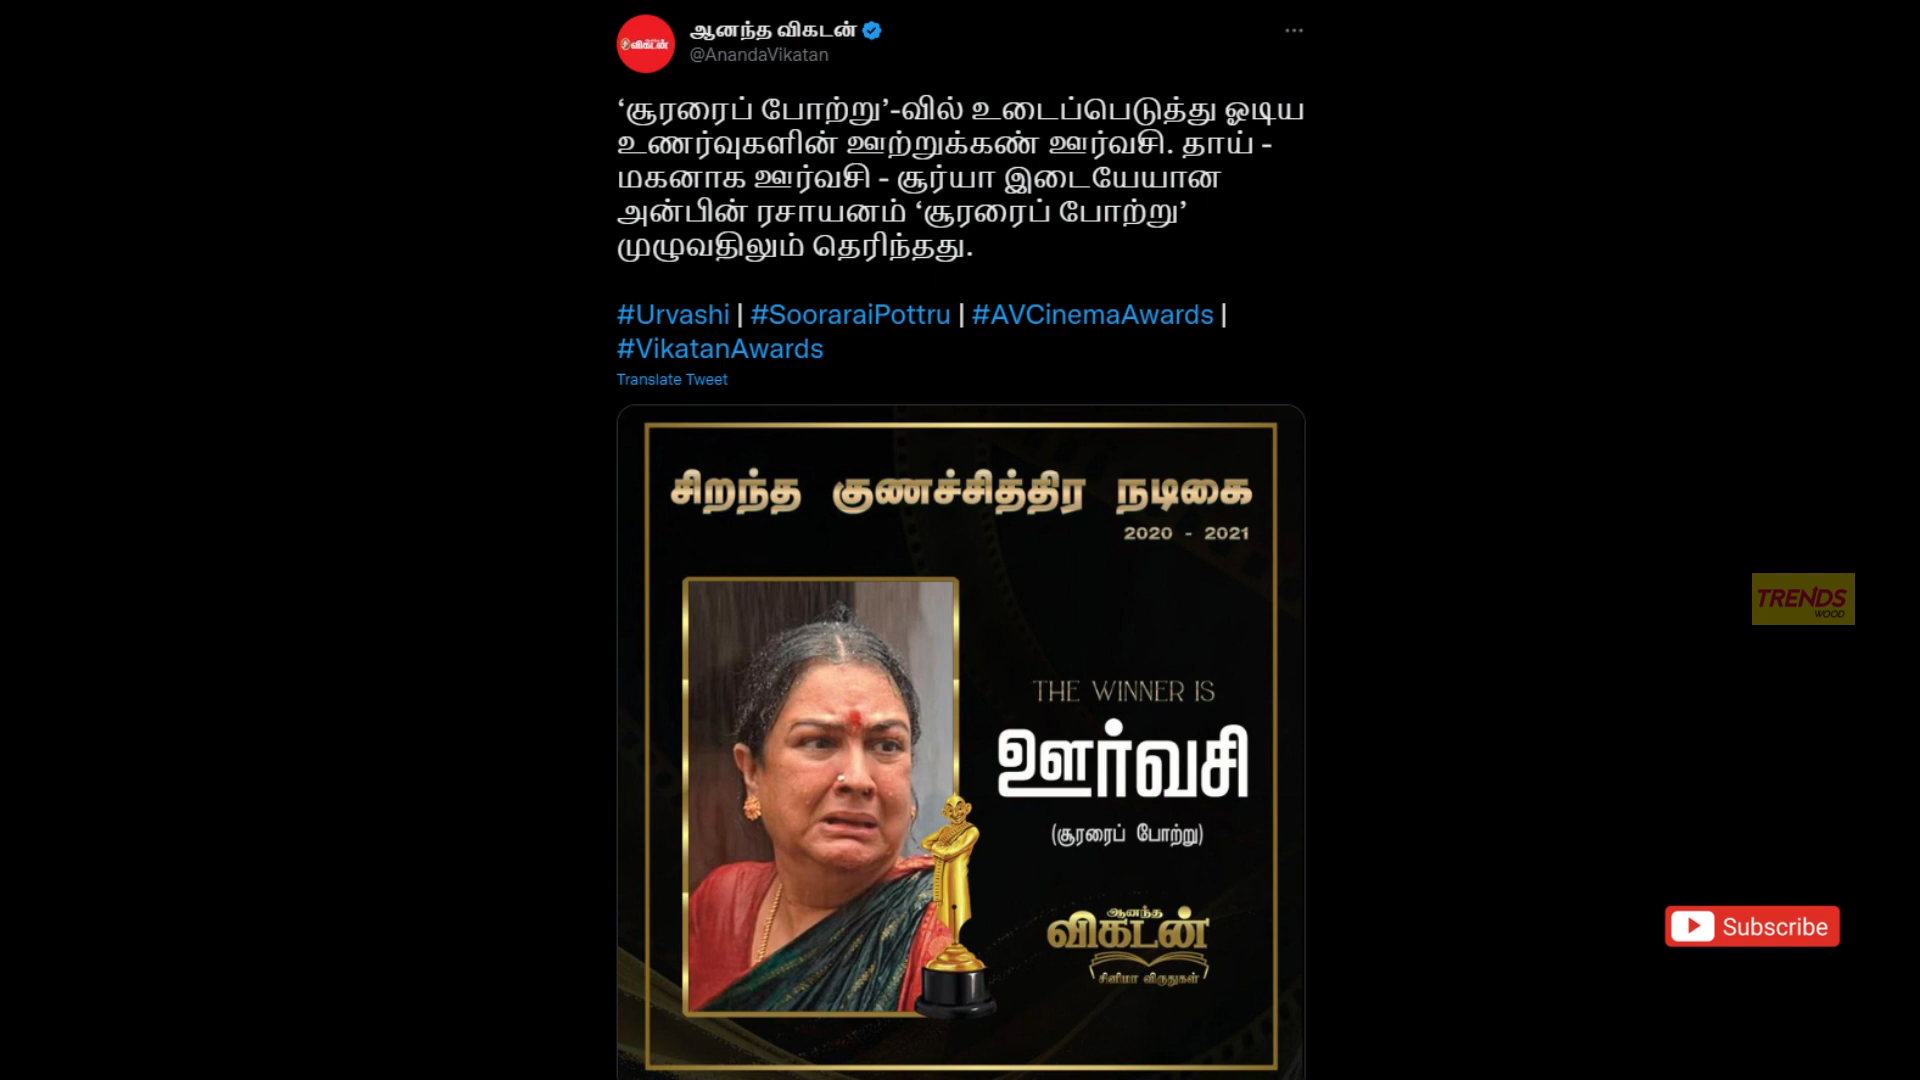 ஆனந்த விகடன்
@AnandaVikatan
‘சூரரைப் போற்று’-வில் உடைப்பெடுத்து ஓடிய
உணர்வுகளின் ஊற்றுக்கண் ஊர்வசி. தாய் -
மகனாக ஊர்வசி - சூர்யா இடையேயான
அன்பின் ரசாயனம் ‘சூரரைப் போற்று’
முழுவதிலும் தெரிந்தது.
#Urvashi | #SooraraiPottru | #AVCinemaAwards |
#VikatanAwards
Translate Tweet
சிறந்த குணச்சித்திர நடிகை
2020 - 2021
THE WINNER IS
ஊர்வசி
(சூரரைப் போற்று)
ஆனந்த
விகடன்
சினிமா விருதுகள்
TRENDS
WOOD
Subscribe